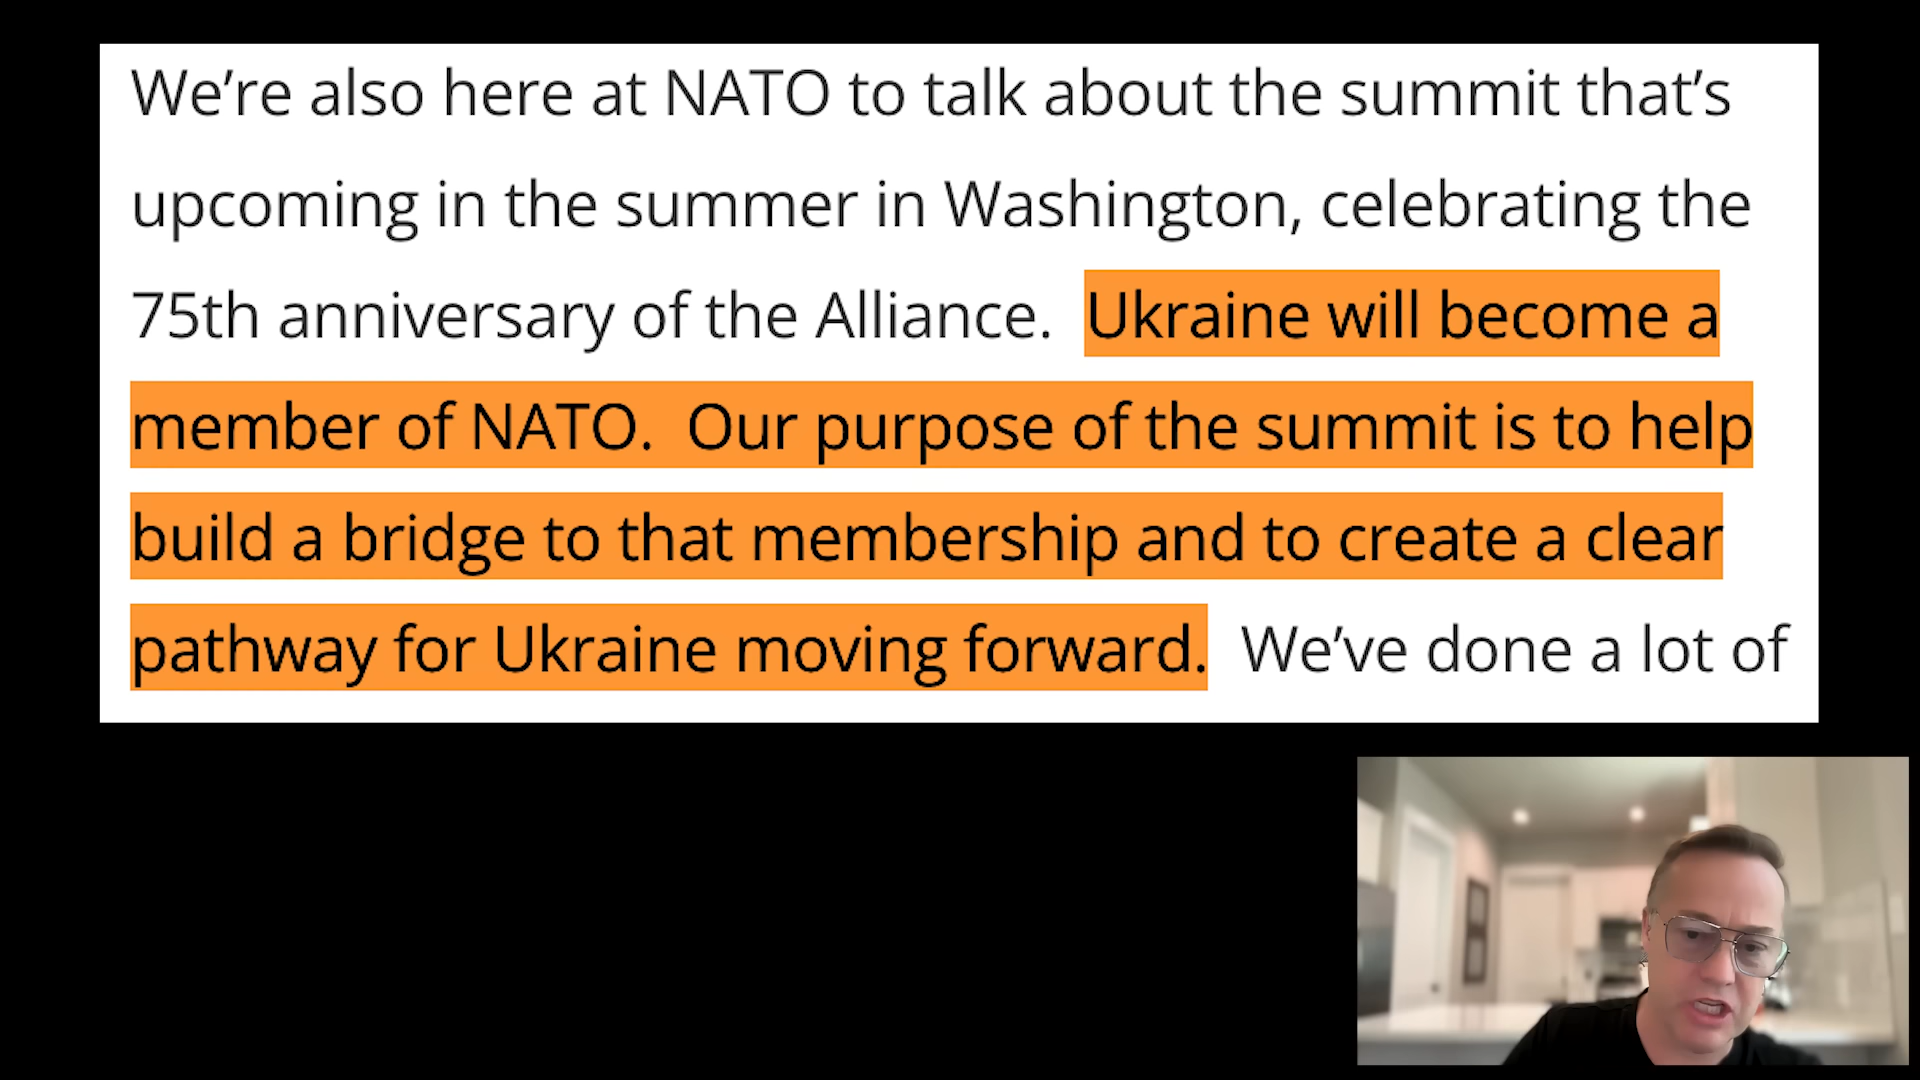 We’re also here at NATO to talk about the summit that’s
upcoming in the summer in Washington, celebrating the
75th anniversary of the Alliance.  Ukraine will become a
member of NATO.  Our purpose of the summit is to help
build a bridge to that membership and to create a clear
pathway for Ukraine moving forward.  We’ve done a lot of